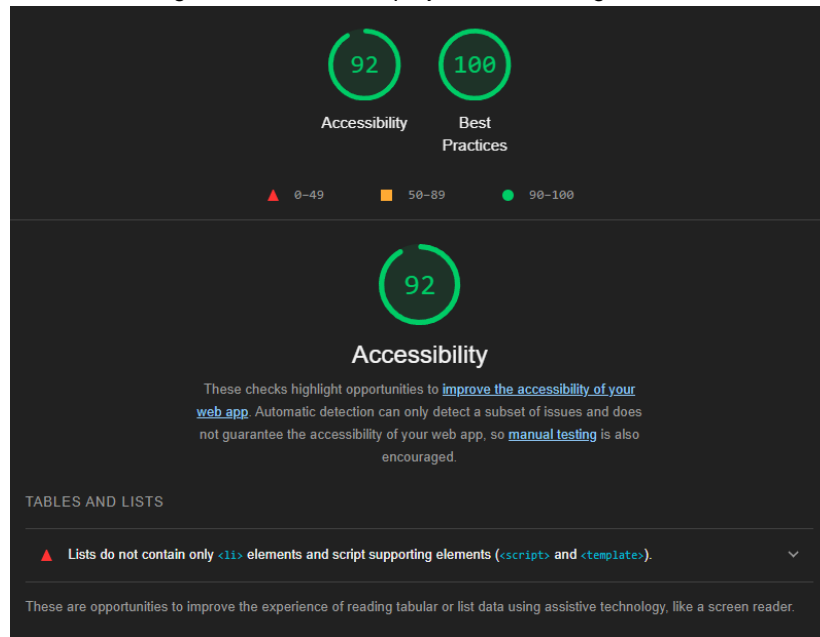 92
100
Accessibility
Best
Practices
0–49
50–89
90–100
92
Accessibility
These checks highlight opportunities to improve the accessibility of your
web app. Automatic detection can only detect a subset of issues and does
not guarantee the accessibility of your web app, so manual testing is also
encouraged.
TABLES AND LISTS
Lists do not contain only <li> elements and script supporting elements (<script> and <template>).
These are opportunities to improve the experience of reading tabular or list data using assistive technology, like a screen reader.